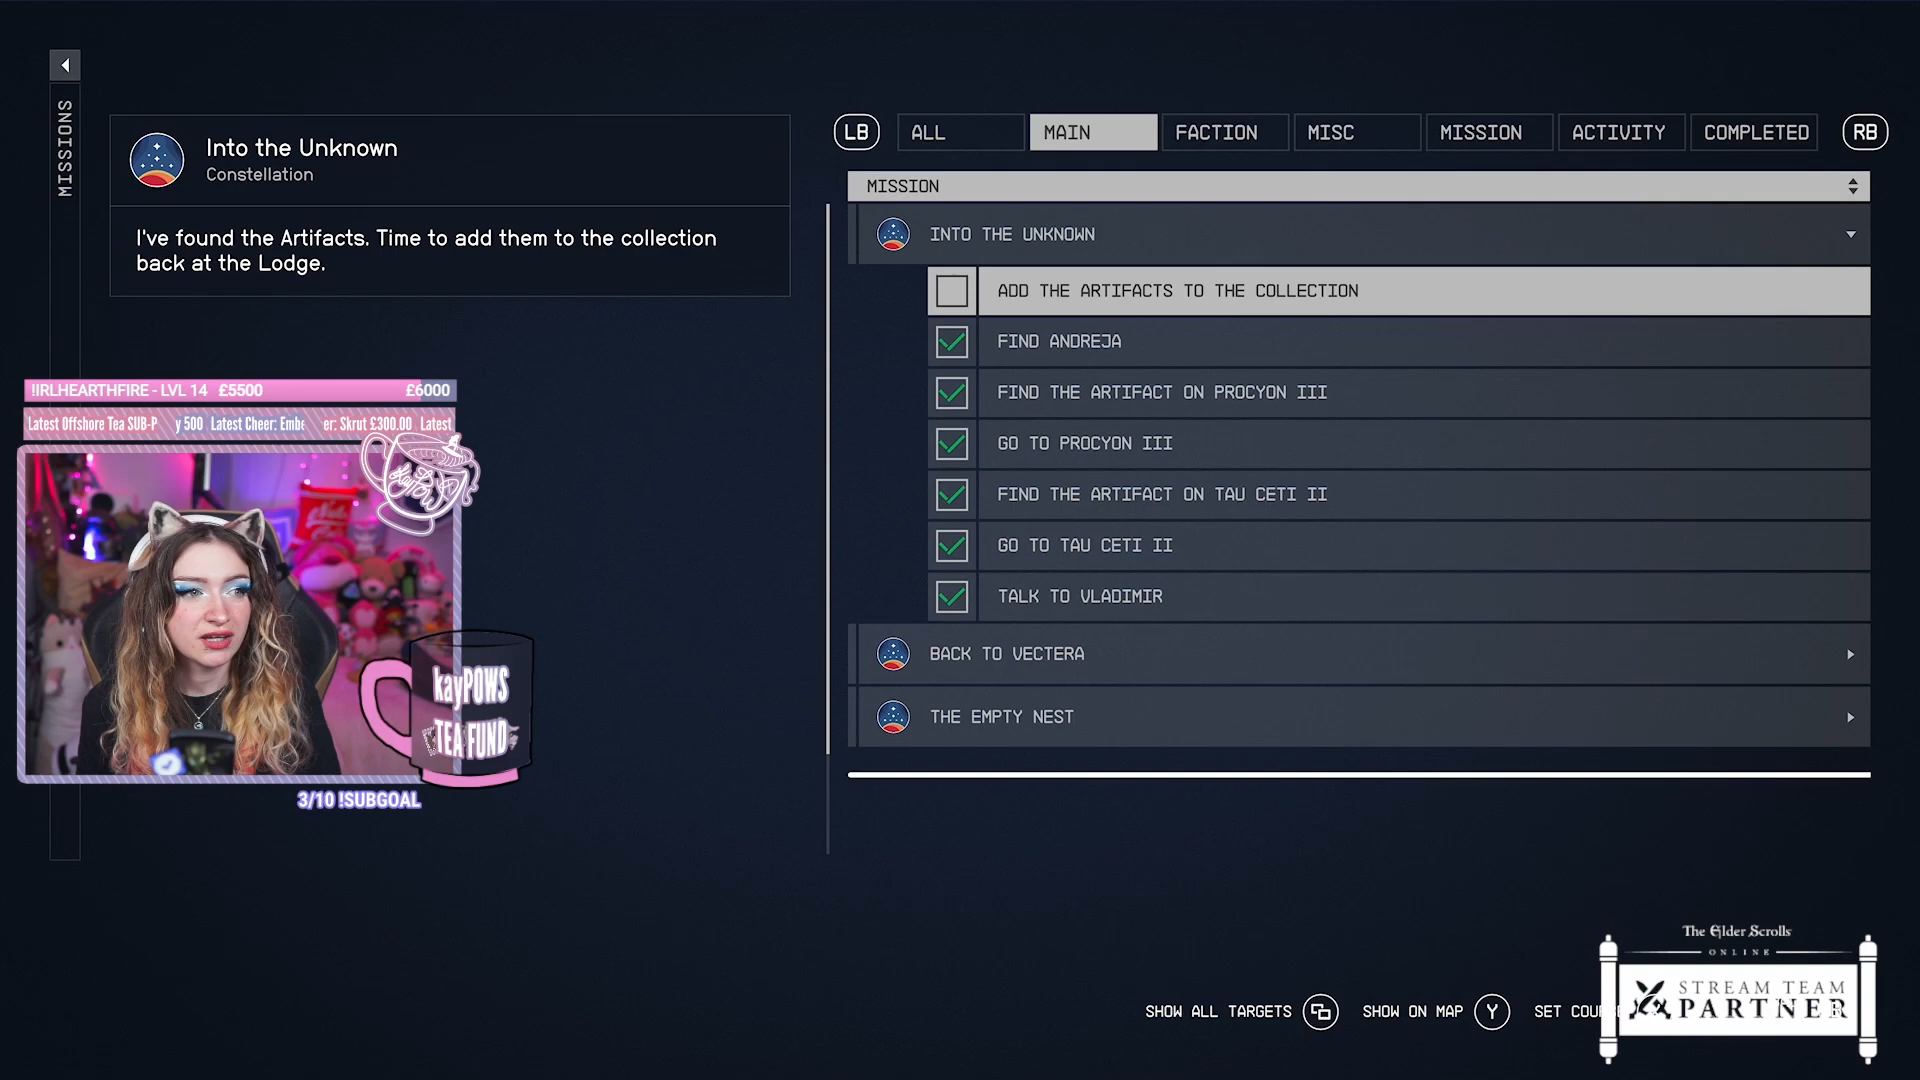 MISSIONS
Into the Unknown
Constellation
I've found the Artifacts. Time to add them to the collection
back at the Lodge.
LB
ALL
MAIN
FACTION
MISC
MISSION
ACTIVITY
COMPLETED
RB
MISSION
INTO THE UNKNOWN
ADD THE ARTIFACTS TO THE COLLECTION
FIND ANDREJA
FIND THE ARTIFACT ON PROCYON III
GO TO PROCYON III
FIND THE ARTIFACT ON TAU CETI II
GO TO TAU CETI II
TALK TO VLADIMIR
BACK TO VECTERA
THE EMPTY NEST
!IRLHEARTHFIRE - LVL 14 £5500 £6000
Latest Offshore Tea SUB-P y 500 Latest Cheer: Embe er: Skrut £300.00 Latest
kayPOWS
TEA FUND
3/10 !SUBGOAL
SHOW ALL TARGETS
SHOW ON MAP Y
SET COU
The Elder Scrolls
ONLINE
STREAM TEAM
PARTNER